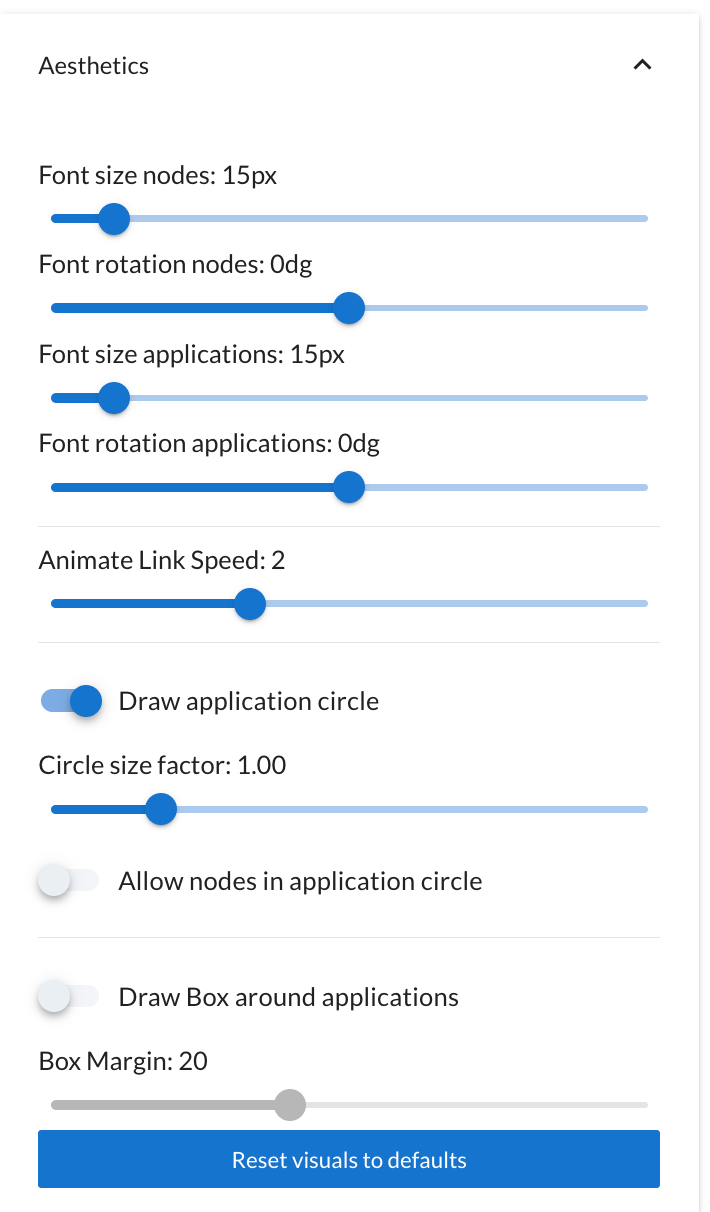 Aesthetics
Font size nodes: 15px
Font rotation nodes: 0dg
Font size applications: 15px
Font rotation applications: 0dg
Animate Link Speed: 2
Draw application circle
Circle size factor: 1.00
Allow nodes in application circle
Draw Box around applications
Box Margin: 20
Reset visuals to defaults